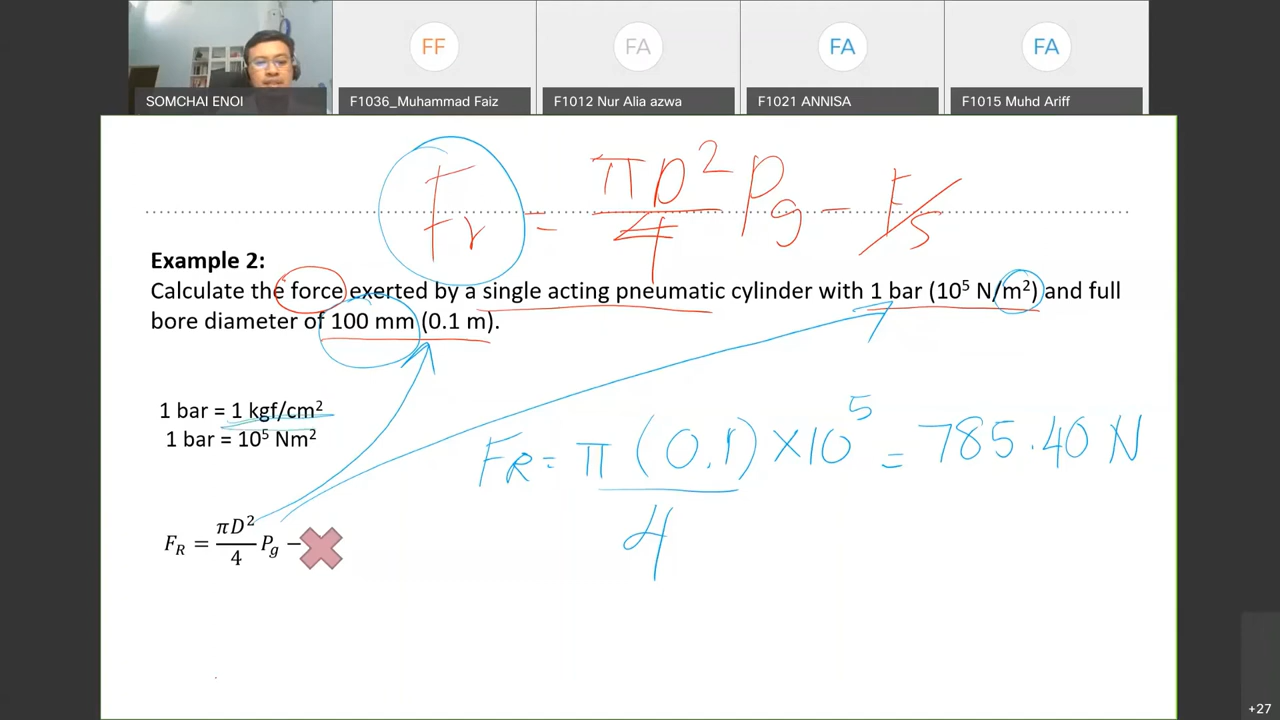 FF
FA
FA
FA
SOMCHAI ENOI
F1036_Muhammad Faiz
F1012 Nur Alia azwa
F1021 ANNISA
F1015 Muhd Ariff
Fr = πD²/4 Pg - Fs
Example 2:
Calculate the force exerted by a single acting pneumatic cylinder with 1 bar (10⁵ N/m²) and full
bore diameter of 100 mm (0.1 m).
1 bar = 1 kgf/cm²
1 bar = 10⁵ Nm²
FR = π(0.1)/4 × 10⁵ = 785.40 N
F_R = πD²/4 P_g −
+27